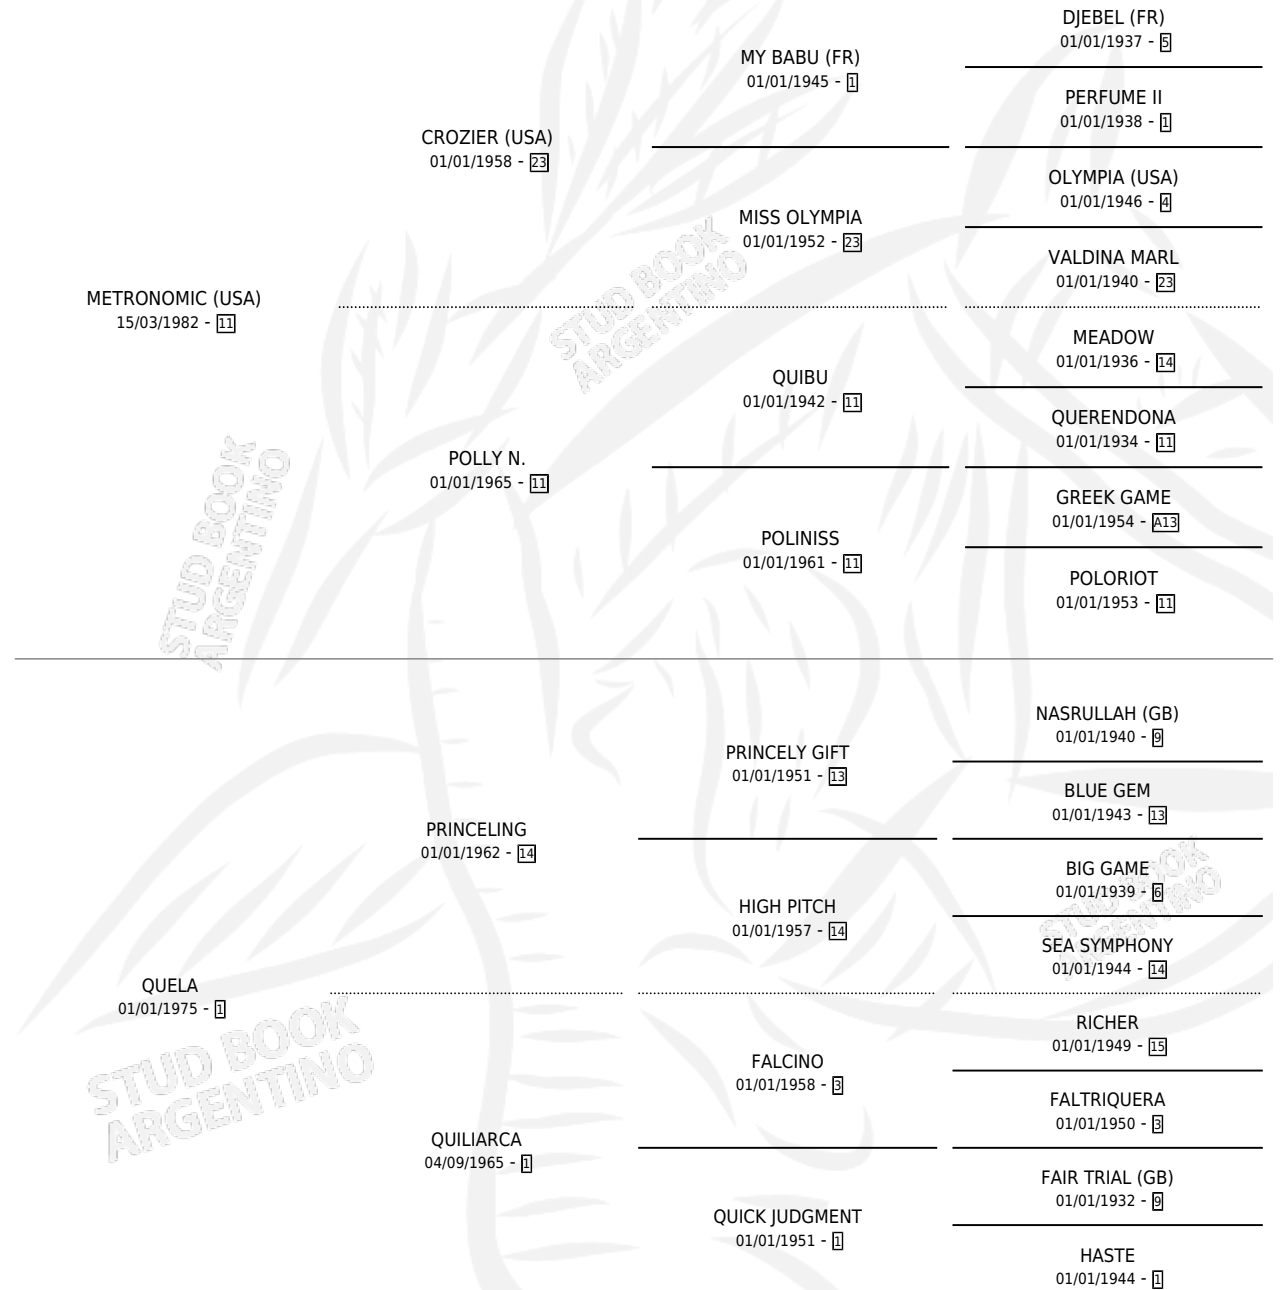 DJEBEL (FR)
01/01/1937 - 5
MY BABU (FR)
01/01/1945 - 1
PERFUME II
01/01/1938 - 1
CROZIER (USA)
01/01/1958 - 23
OLYMPIA (USA)
01/01/1946 - 4
MISS OLYMPIA
01/01/1952 - 23
VALDINA MARL
01/01/1940 - 23
METRONOMIC (USA)
15/03/1982 - 11
MEADOW
01/01/1936 - 14
QUIBU
01/01/1942 - 11
QUERENDONA
01/01/1934 - 11
POLLY N.
01/01/1965 - 11
GREEK GAME
01/01/1954 - A13
POLINISS
01/01/1961 - 11
POLORIOT
01/01/1953 - 11
NASRULLAH (GB)
01/01/1940 - 9
PRINCELY GIFT
01/01/1951 - 13
BLUE GEM
01/01/1943 - 13
PRINCELING
01/01/1962 - 14
BIG GAME
01/01/1939 - 6
HIGH PITCH
01/01/1957 - 14
SEA SYMPHONY
01/01/1944 - 14
QUELA
01/01/1975 - 1
RICHER
01/01/1949 - 15
FALCINO
01/01/1958 - 3
FALTRIQUERA
01/01/1950 - 3
QUILIARCA
04/09/1965 - 1
FAIR TRIAL (GB)
01/01/1932 - 9
QUICK JUDGMENT
01/01/1951 - 1
HASTE
01/01/1944 - 1
STUD BOOK
ARGENTINO
STUD BOOK
ARGENTINO
STUD BOOK
ARGENTINO
STUD BOOK
ARGENTINO